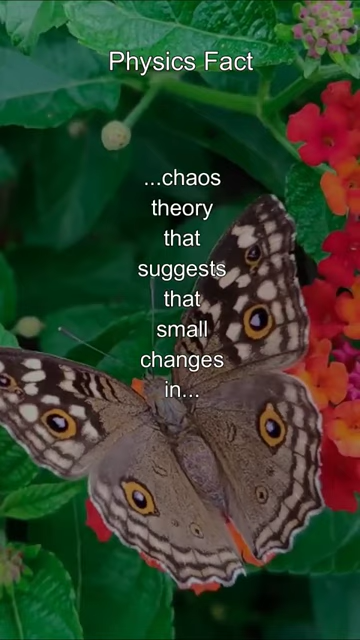 Physics Fact
...chaos
theory
that
suggests
that
small
changes
in...